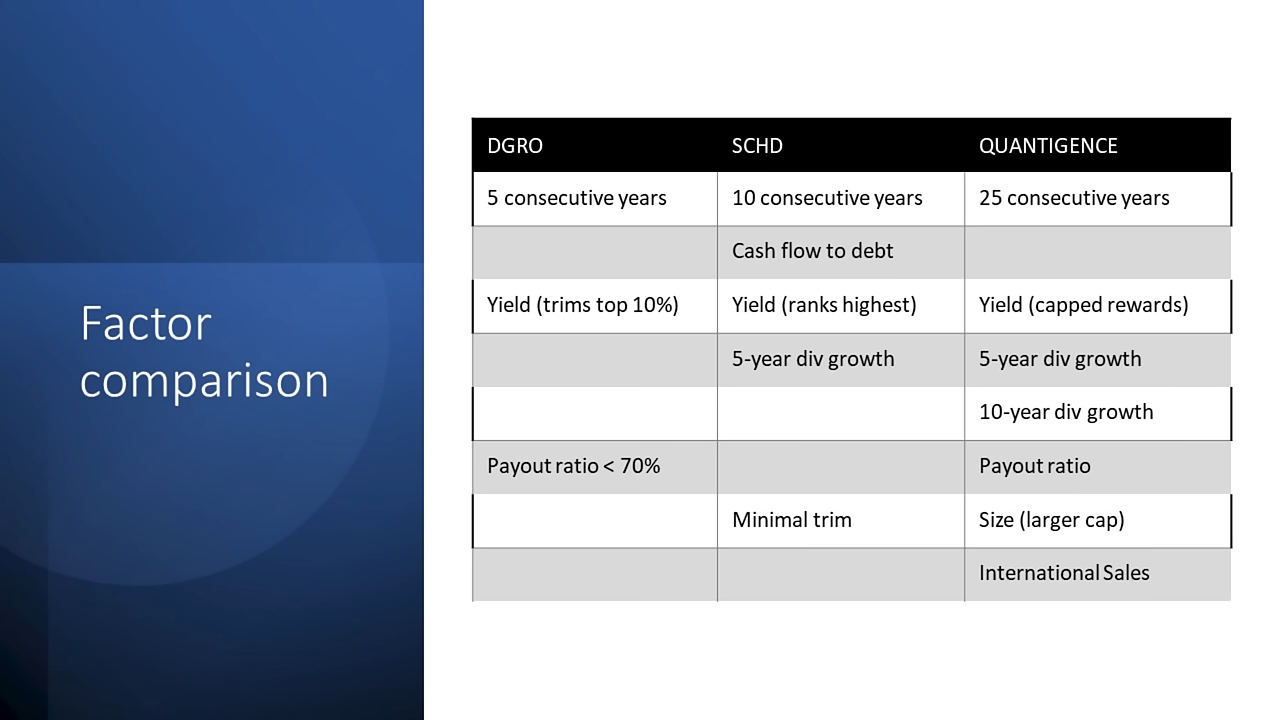 Factor
comparison
DGRO SCHD QUANTIGENCE
5 consecutive years 10 consecutive years 25 consecutive years
Cash flow to debt
Yield (trims top 10%) Yield (ranks highest) Yield (capped rewards)
5-year div growth 5-year div growth
10-year div growth
Payout ratio < 70% Payout ratio
Minimal trim Size (larger cap)
International Sales